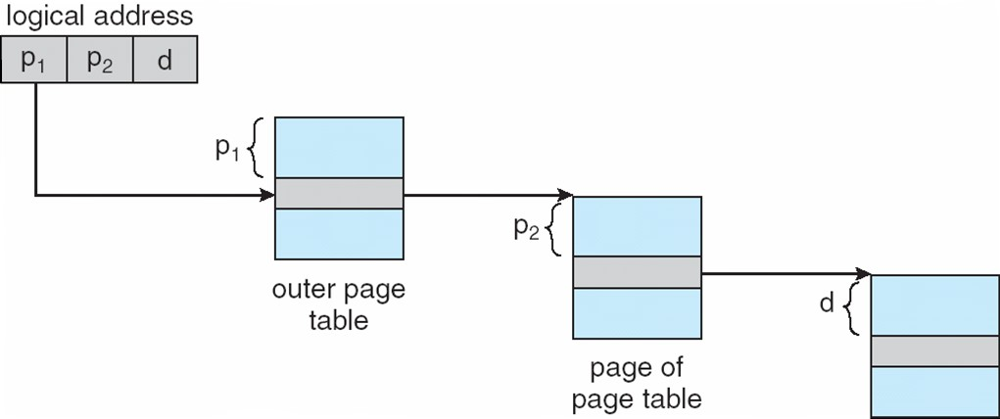 logical address
p₁ p₂ d
p₁
outer page
table
p₂
page of
page table
d